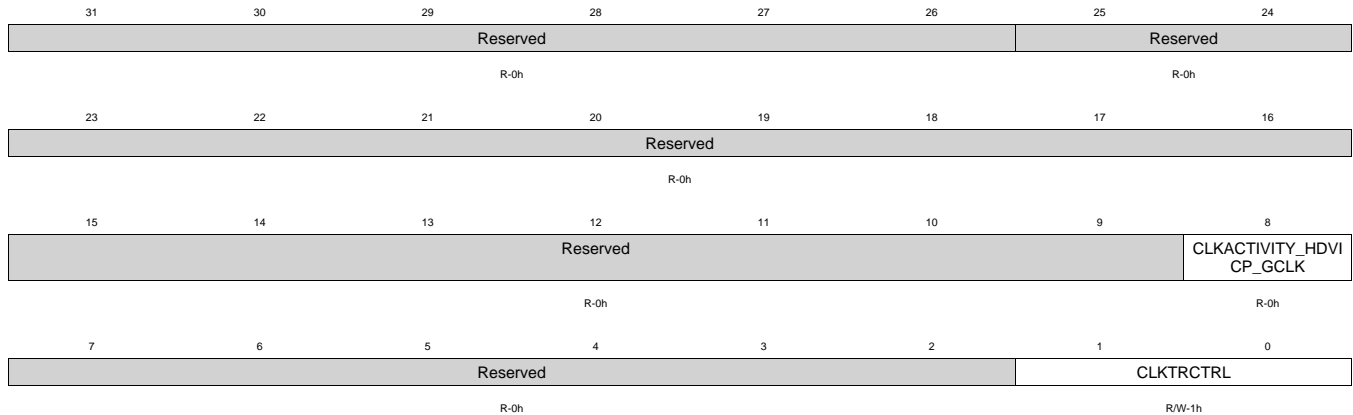 31 30 29 28 27 26 25 24
Reserved Reserved
R-0h R-0h
23 22 21 20 19 18 17 16
Reserved
R-0h
15 14 13 12 11 10 9 8
Reserved CLKACTIVITY_HDVI
CP_GCLK
R-0h R-0h
7 6 5 4 3 2 1 0
Reserved CLKTRCTRL
R-0h R/W-1h